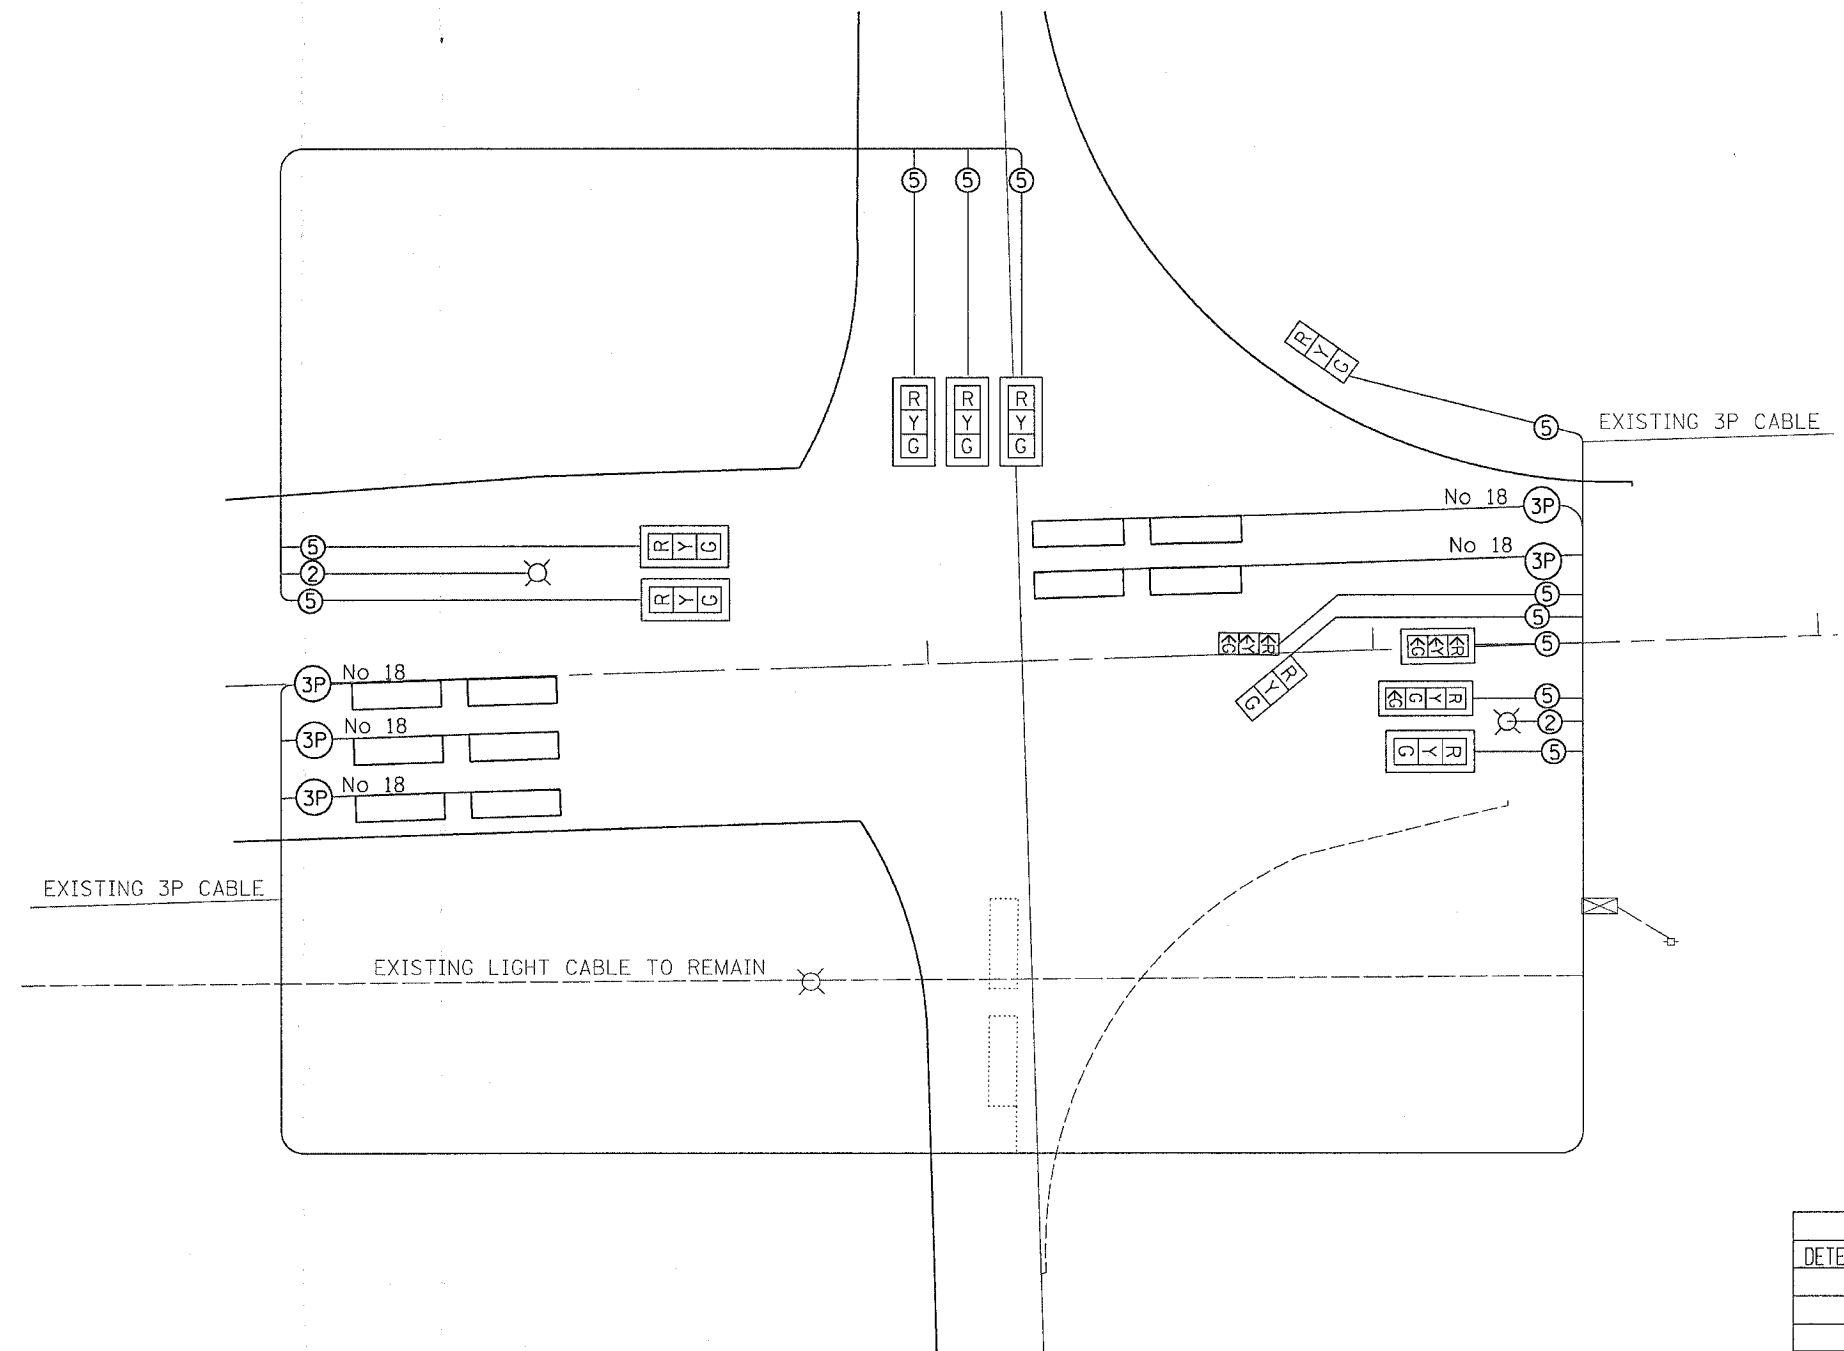 5 5 5
R R R
Y Y Y
G G G
R Y G
5
EXISTING 3P CABLE
No 18 3P
No 18 3P
5 R Y G
2
5 R Y G
5
5
←G ←Y ←R
←G ←Y ←R 5
R Y G
←G G Y R 5
2
G Y R 5
3P No 18
3P No 18
3P No 18
EXISTING 3P CABLE
EXISTING LIGHT CABLE TO REMAIN